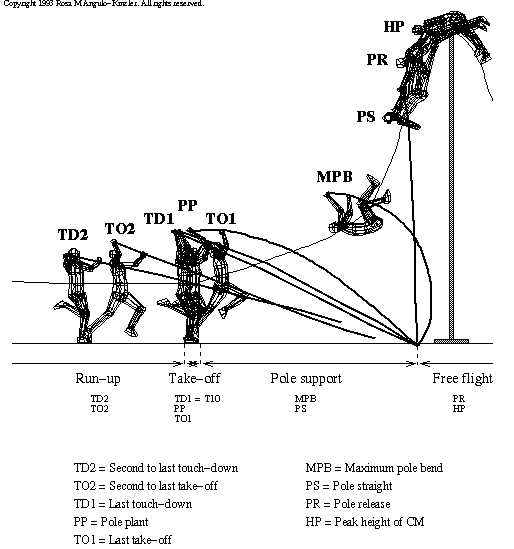 Copyright 1993 Rosa M Angulo-Kinzler. All rights reserved.
HP
PR
PS
MPB
PP
TD1 TO1
TO2
TD2
Run-up Take-off Pole support Free flight
TD2 TD1 = T10 MPB PR
TO2 PP PS HP
TO1
TD2 = Second to last touch-down MPB = Maximum pole bend
TO2 = Second to last take-off PS = Pole straight
TD1 = Last touch-down PR = Pole release
PP = Pole plant HP = Peak height of CM
TO1 = Last take-off